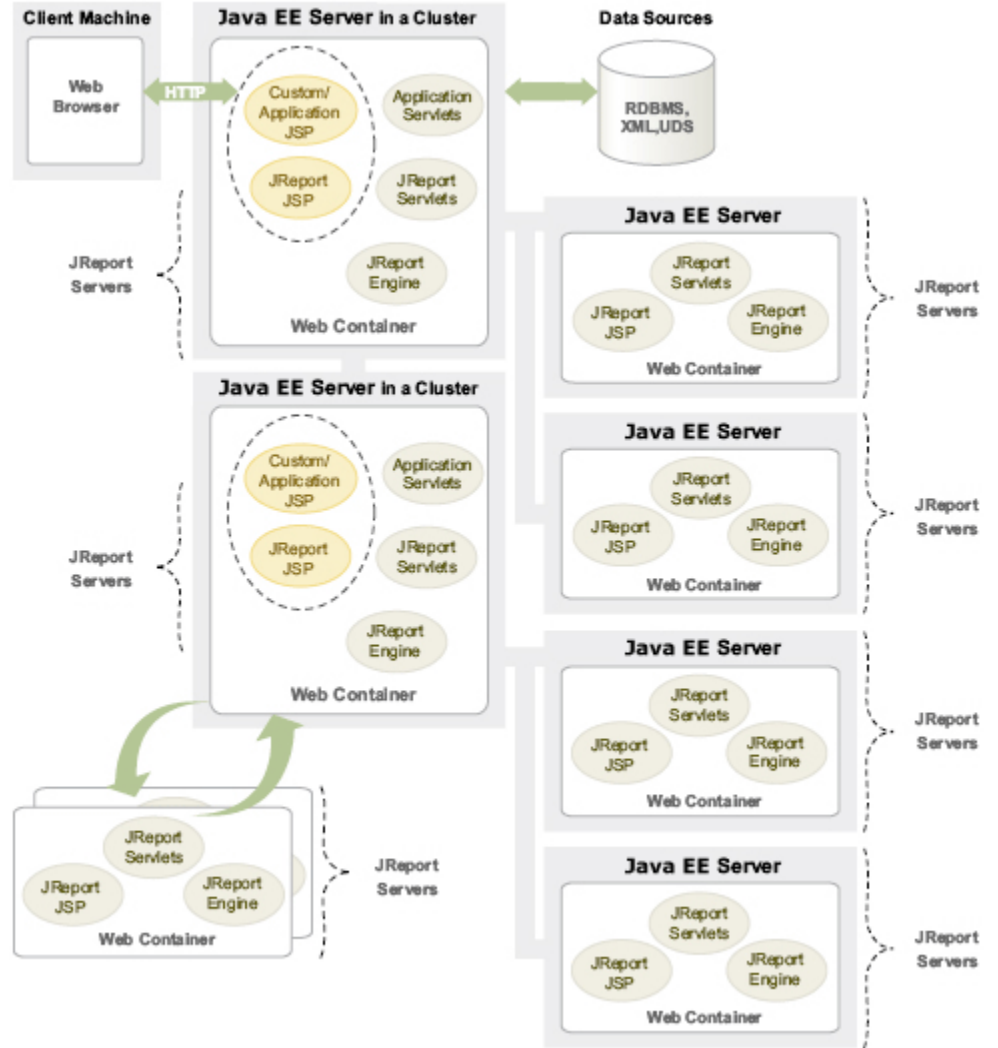 Client Machine
Web
Browser
HTTP
Java EE Server in a Cluster
Custom/
Application
JSP
Application
Servlets
JReport
JSP
JReport
Servlets
JReport
Engine
Web Container
Data Sources
RDBMS,
XML,UDS
JReport
Servers
Java EE Server
JReport
Servlets
JReport
JSP
JReport
Engine
Web Container
JReport
Servers
Java EE Server in a Cluster
Custom/
Application
JSP
Application
Servlets
JReport
JSP
JReport
Servlets
JReport
Engine
Web Container
JReport
Servers
Java EE Server
JReport
Servlets
JReport
JSP
JReport
Engine
Web Container
JReport
Servers
Java EE Server
JReport
Servlets
JReport
JSP
JReport
Engine
Web Container
JReport
Servers
JReport
Servlets
JReport
JSP
JReport
Engine
Web Container
JReport
Servers
Java EE Server
JReport
Servlets
JReport
JSP
JReport
Engine
Web Container
JReport
Servers